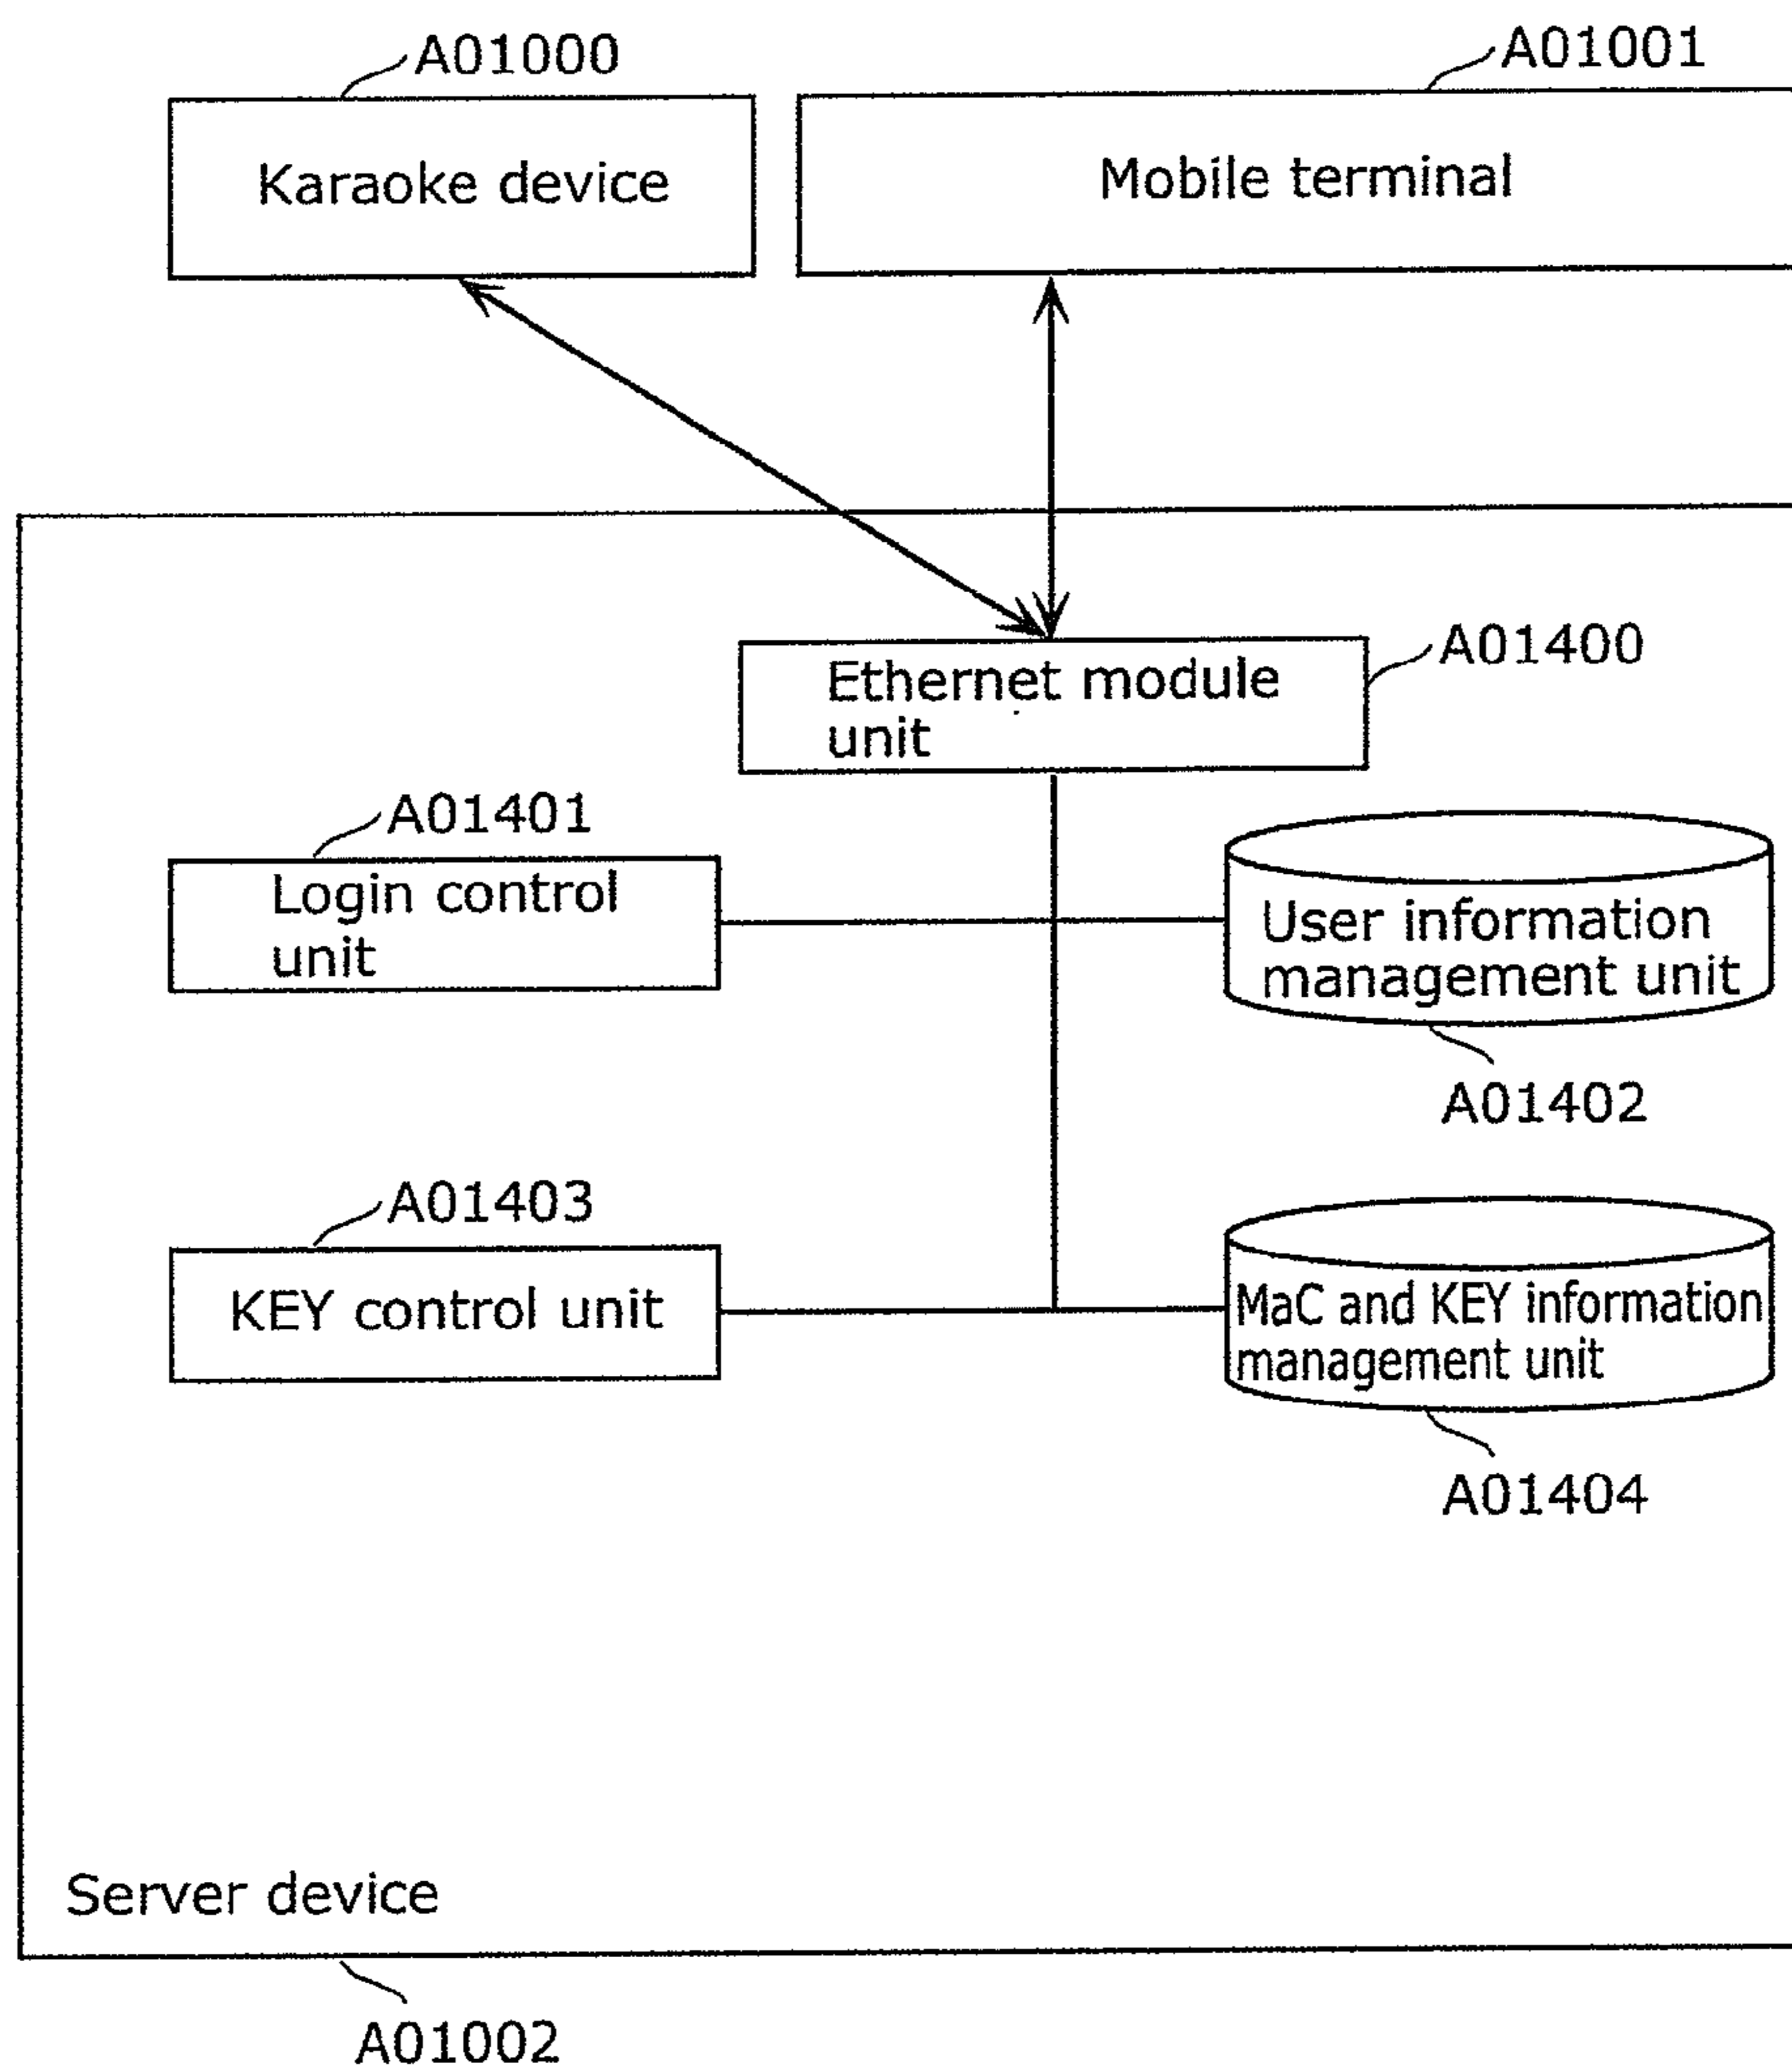 A01000
A01001
Karaoke device
Mobile terminal
A01400
Ethernet module
unit
A01401
Login control
unit
User information
management unit
A01402
A01403
KEY control unit
MaC and KEY information
management unit
A01404
Server device
A01002